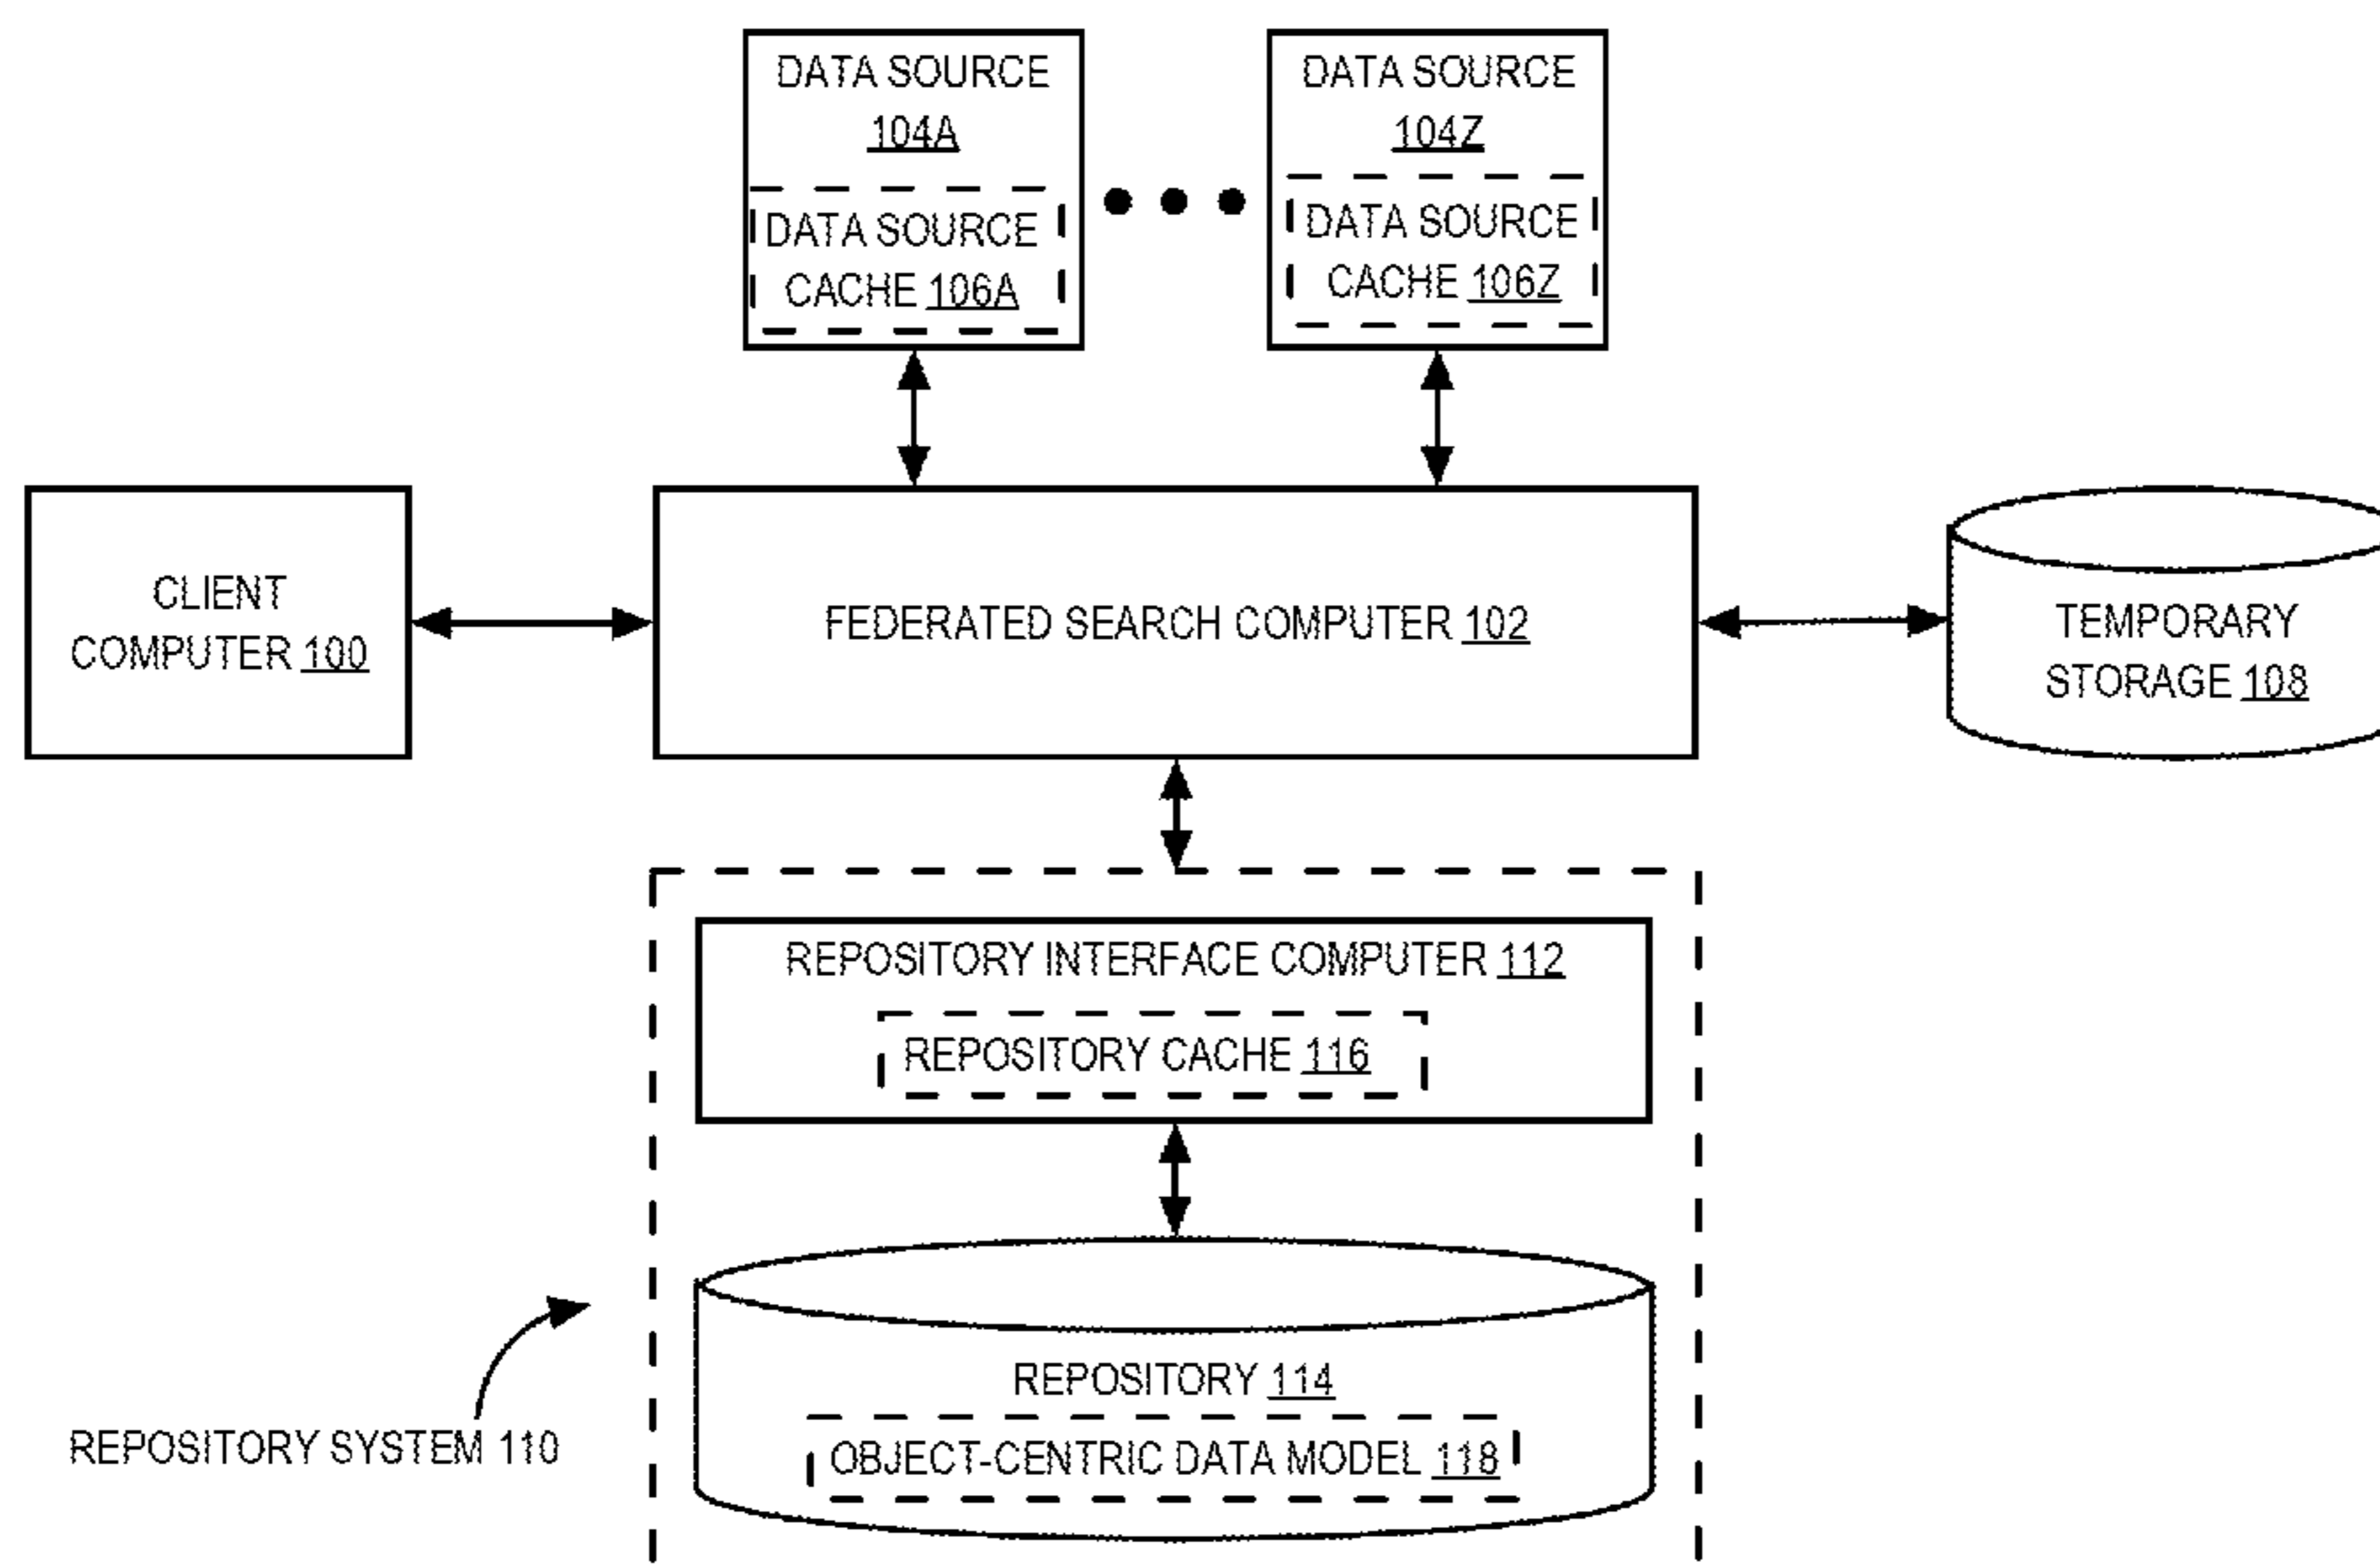 DATA SOURCE
104A
DATA SOURCE
CACHE 106A
DATA SOURCE
104Z
DATA SOURCE
CACHE 106Z
CLIENT
COMPUTER 100
FEDERATED SEARCH COMPUTER 102
TEMPORARY
STORAGE 108
REPOSITORY INTERFACE COMPUTER 112
REPOSITORY CACHE 116
REPOSITORY 114
OBJECT-CENTRIC DATA MODEL 118
REPOSITORY SYSTEM 110